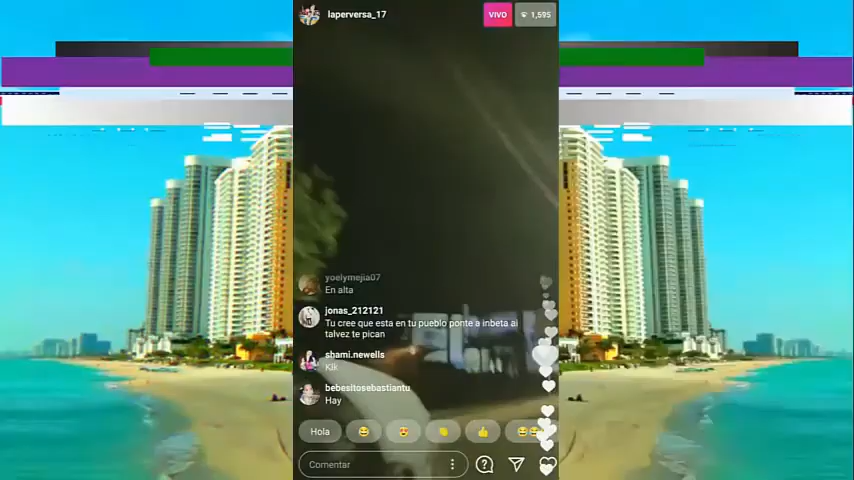 laperversa_17
VIVO
1,595
yoelymejia07
En alta
jonas_212121
Tu cree que esta en tu pueblo ponte a inbeta ai
talvez te pican
shami.newells
Klk
bebesitosebastiantu
Hay
Hola
Comentar